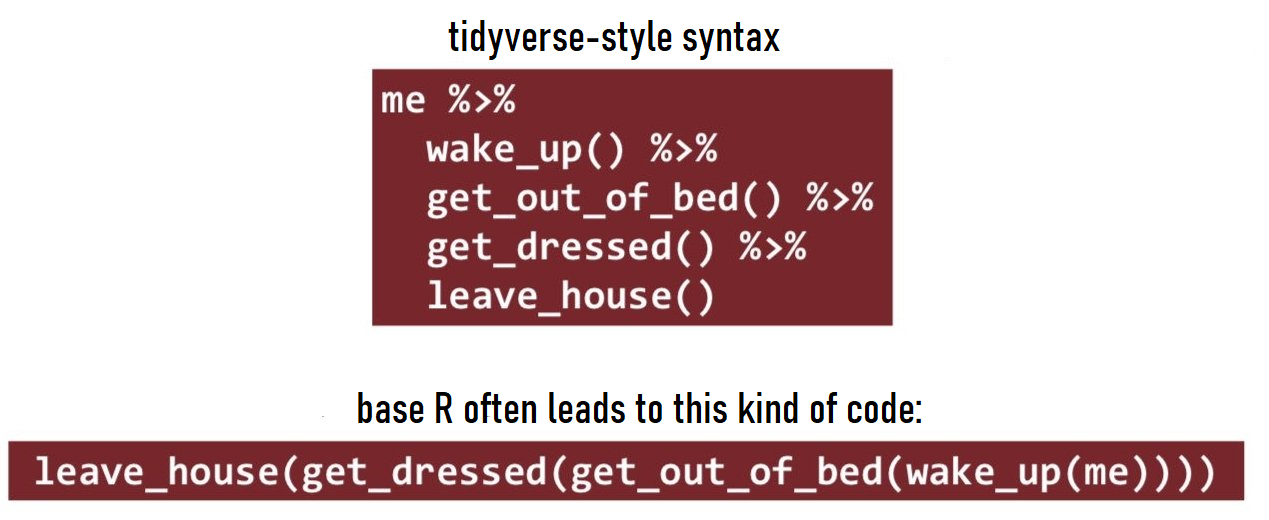 tidyverse-style syntax
me %>%
wake_up() %>%
get_out_of_bed() %>%
get_dressed() %>%
leave_house()
base R often leads to this kind of code:
leave_house(get_dressed(get_out_of_bed(wake_up(me))))